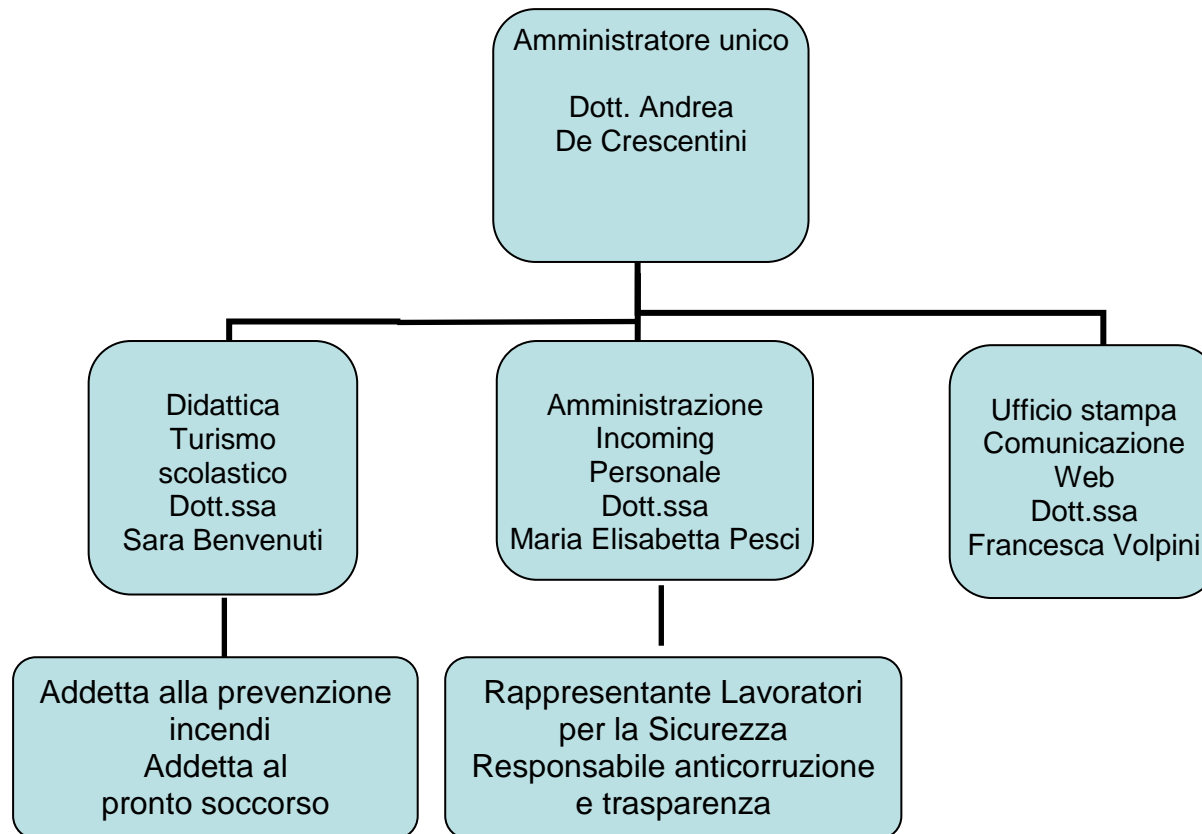 Amministratore unico
Dott. Andrea
De Crescentini
Didattica
Turismo
scolastico
Dott.ssa
Sara Benvenuti
Amministrazione
Incoming
Personale
Dott.ssa
Maria Elisabetta Pesci
Ufficio stampa
Comunicazione
Web
Dott.ssa
Francesca Volpini
Addetta alla prevenzione
incendi
Addetta al
pronto soccorso
Rappresentante Lavoratori
per la Sicurezza
Responsabile anticorruzione
e trasparenza